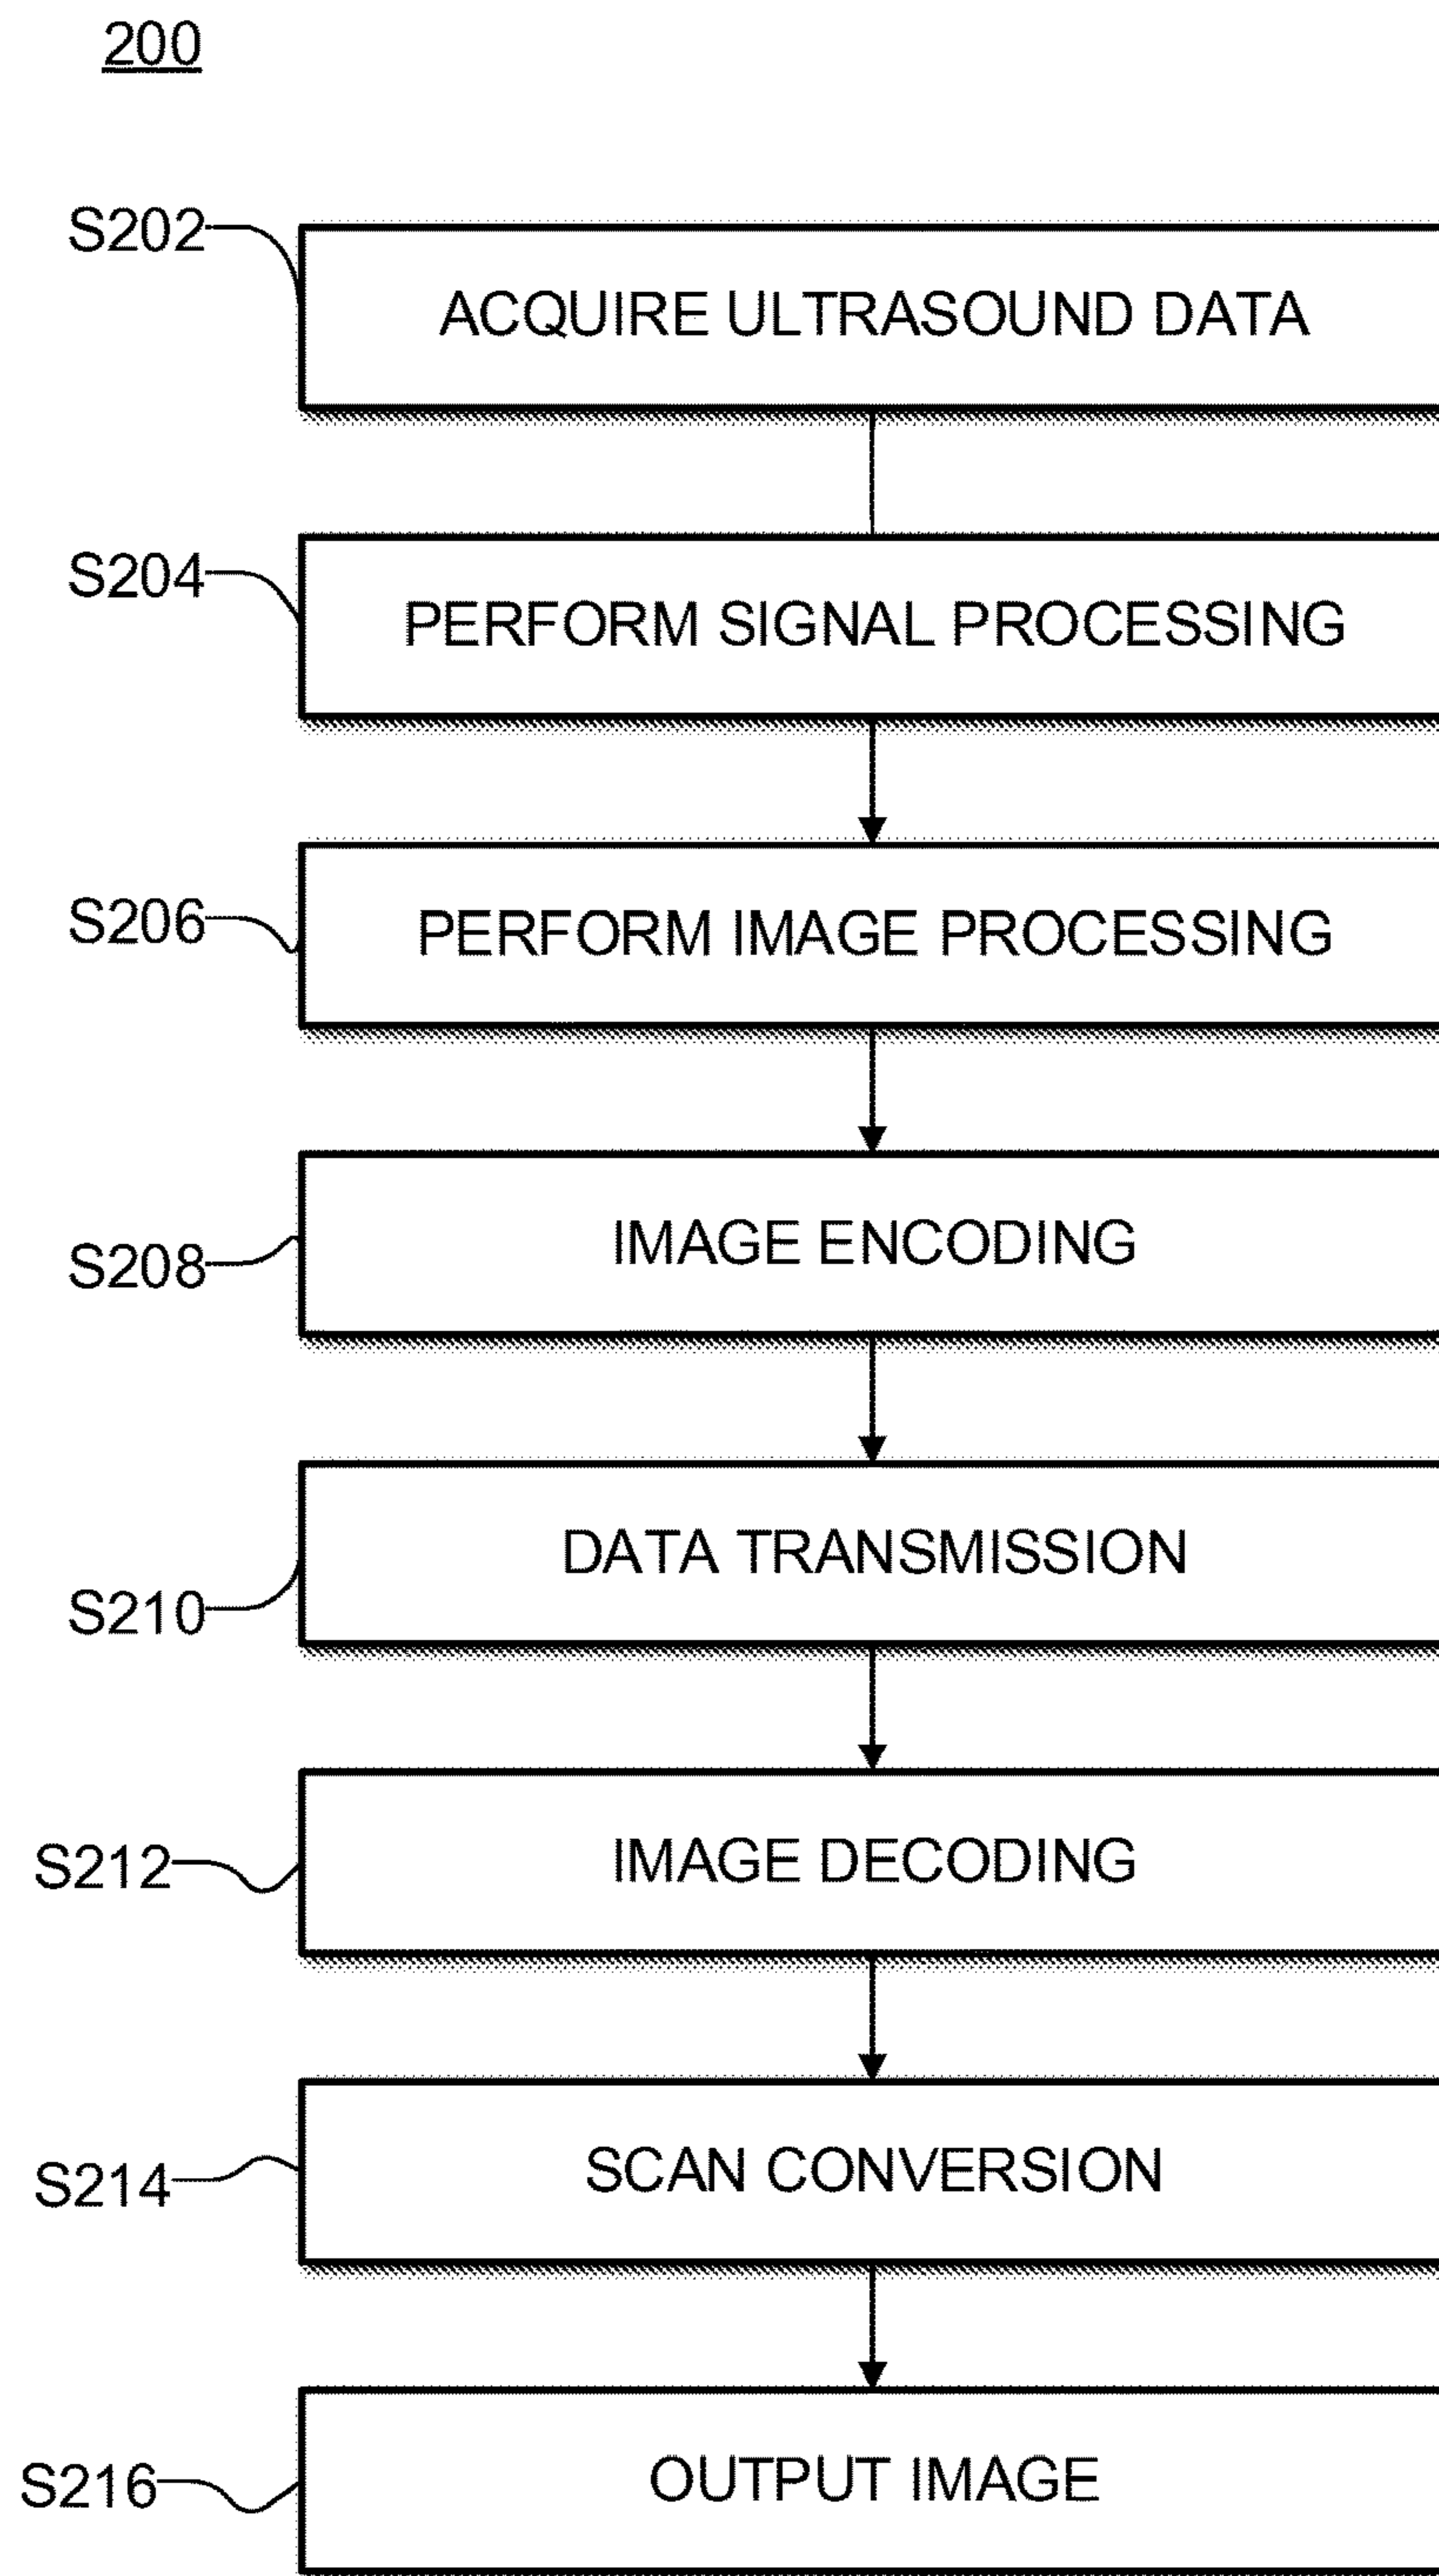 200
S202
ACQUIRE ULTRASOUND DATA
S204
PERFORM SIGNAL PROCESSING
S206
PERFORM IMAGE PROCESSING
S208
IMAGE ENCODING
S210
DATA TRANSMISSION
S212
IMAGE DECODING
S214
SCAN CONVERSION
S216
OUTPUT IMAGE